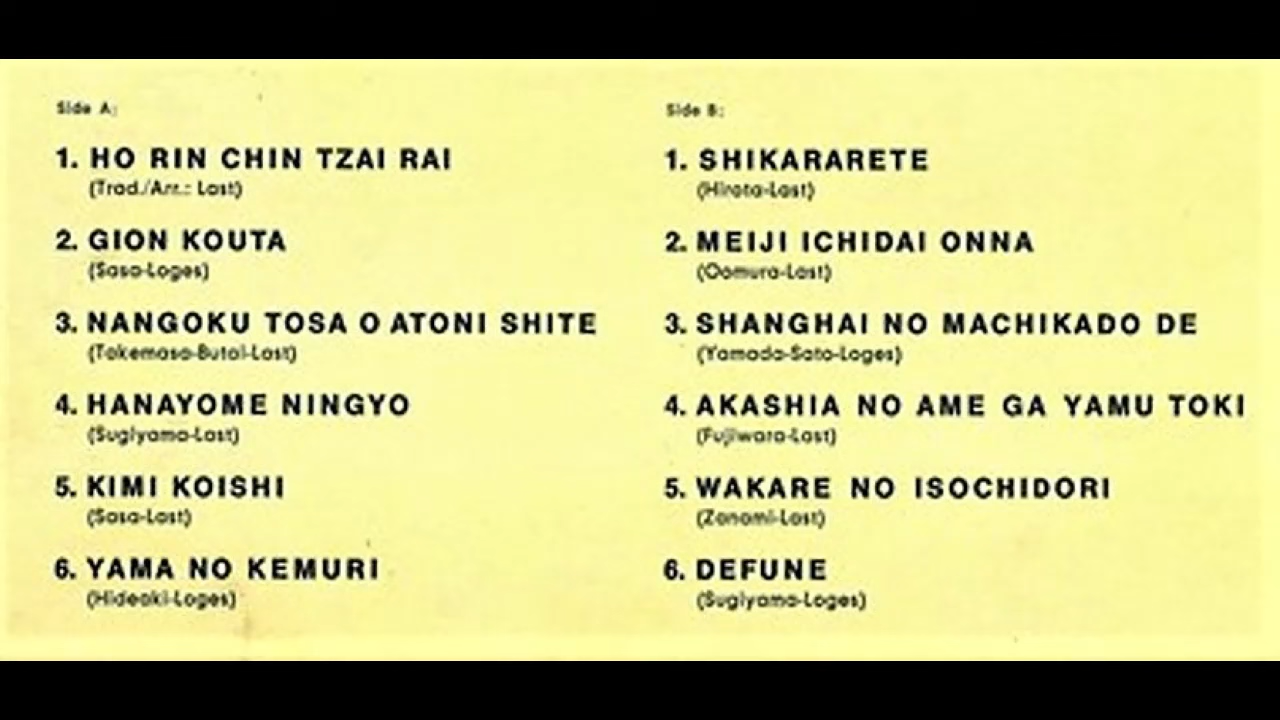 Side A:
1. HO RIN CHIN TZAI RAI
(Trad./Arr.: Last)
2. GION KOUTA
(Sasa-Loges)
3. NANGOKU TOSA O ATONI SHITE
(Takemasa-Butai-Last)
4. HANAYOME NINGYO
(Sugiyama-Last)
5. KIMI KOISHI
(Sasa-Last)
6. YAMA NO KEMURI
(Hideaki-Loges)
Side B:
1. SHIKARARETE
(Hirota-Last)
2. MEIJI ICHIDAI ONNA
(Oomura-Last)
3. SHANGHAI NO MACHIKADO DE
(Yamada-Sato-Loges)
4. AKASHIA NO AME GA YAMU TOKI
(Fujiwara-Last)
5. WAKARE NO ISOCHIDORI
(Zanami-Last)
6. DEFUNE
(Sugiyama-Loges)